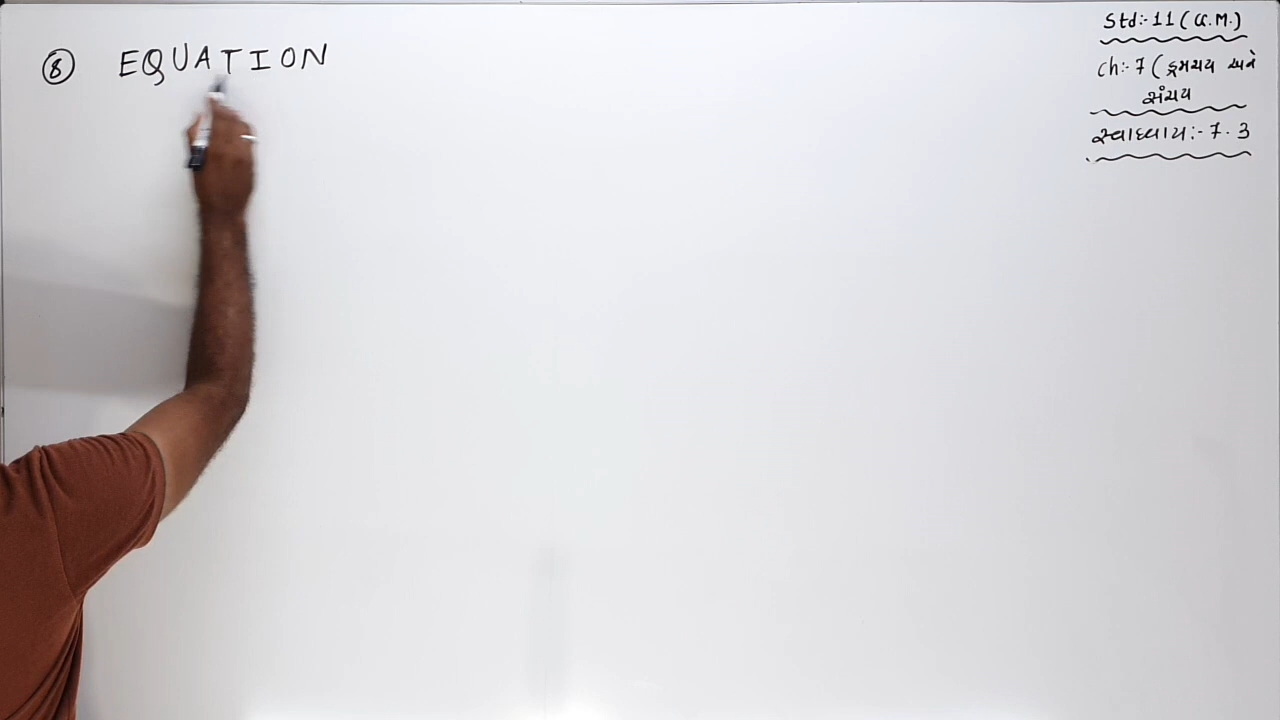 ⑧ EQUATION
Std:- 11 (G.M.)
Ch:- 7 (ક્રમચય અને
સંચય
સ્વાધ્યાય:- 7.3